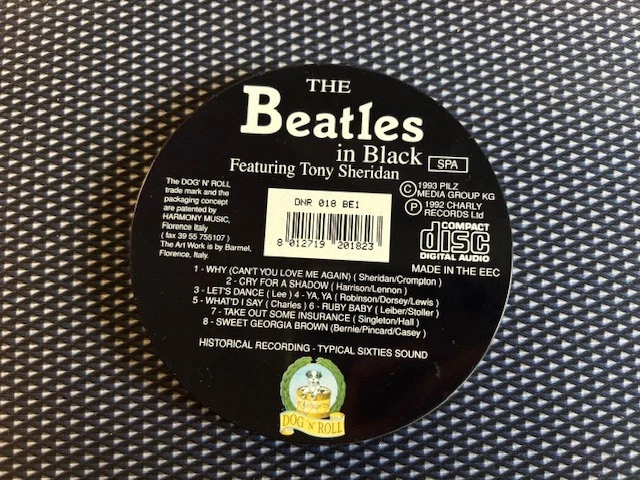 THE
Beatles
in Black
SPA
Featuring Tony Sheridan
The DOG' N' ROLL
trade mark and the
packaging concept
are patented by
HARMONY MUSIC,
Florence Italy
( fax 39 55 755107 )
The Art Work is by Barmel.
Florence, Italy.
DNR 018 BE1
8 012719 201823
C 1993 PILZ
MEDIA GROUP KG
P 1992 CHARLY
RECORDS Ltd
COMPACT
disc
DIGITAL AUDIO
MADE IN THE EEC
1 - WHY (CAN'T YOU LOVE ME AGAIN) ( Sheridan/Crompton )
2 - CRY FOR A SHADOW ( Harrison/Lennon )
3 - LET'S DANCE ( Lee ) 4 - YA, YA ( Robinson/Dorsey/Lewis )
5 - WHAT'D I SAY ( Charles ) 6 - RUBY BABY ( Leiber/Stoller )
7 - TAKE OUT SOME INSURANCE ( Singleton/Hall )
8 - SWEET GEORGIA BROWN (Bernie/Pincard/Casey )
HISTORICAL RECORDING - TYPICAL SIXTIES SOUND
DOG 'N' ROLL